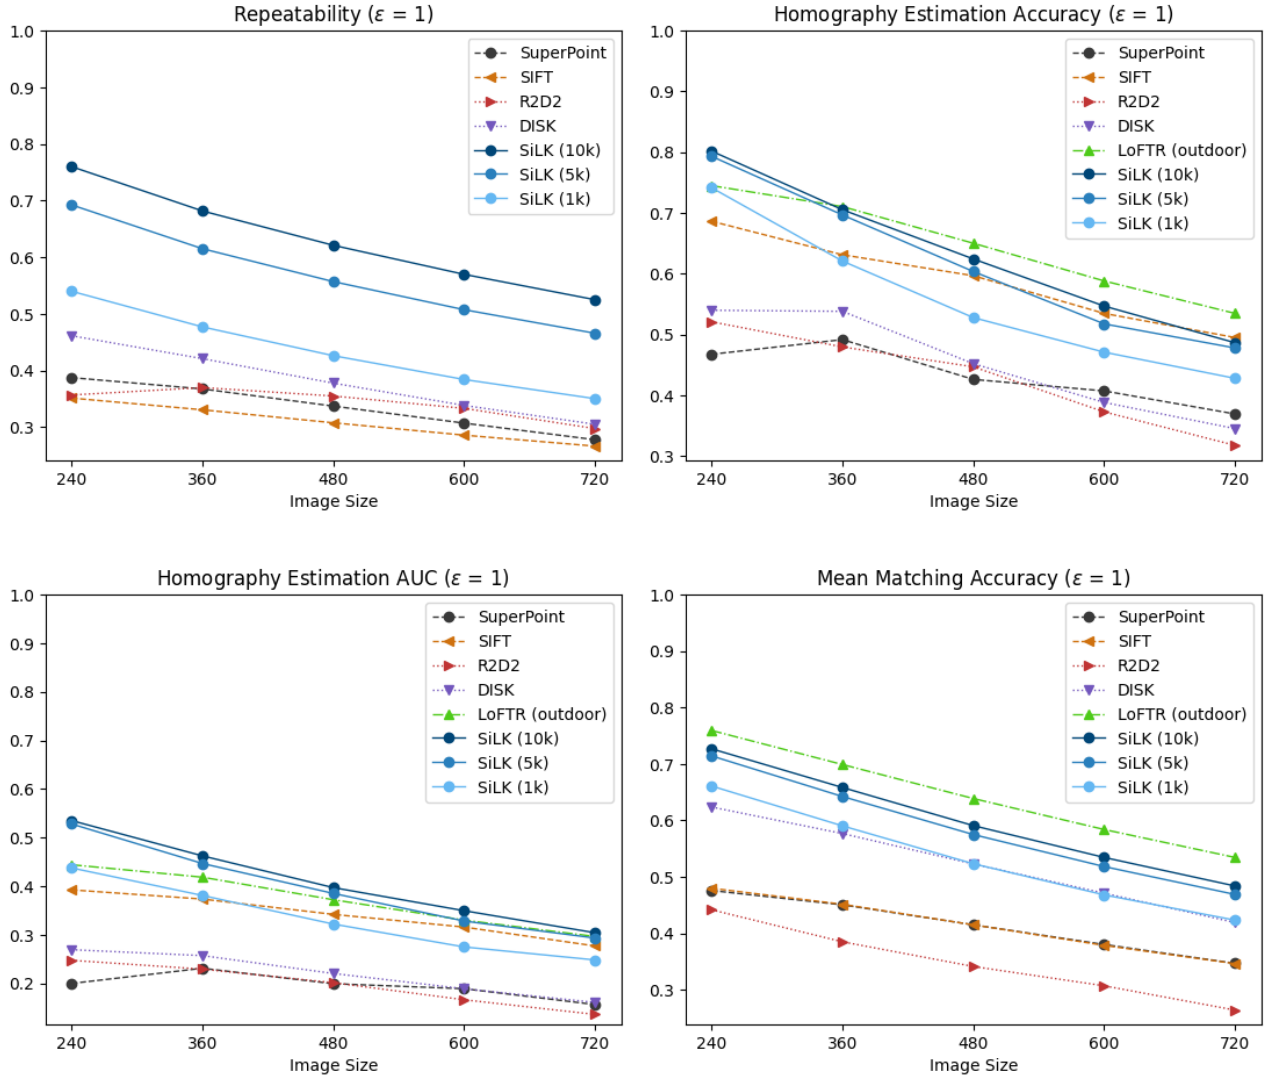 Repeatability (ε = 1)
1.0
0.9
0.8
0.7
0.6
0.5
0.4
0.3
SuperPoint
SIFT
R2D2
DISK
SiLK (10k)
SiLK (5k)
SiLK (1k)
240 360 480 600 720
Image Size
Homography Estimation Accuracy (ε = 1)
1.0
0.9
0.8
0.7
0.6
0.5
0.4
0.3
SuperPoint
SIFT
R2D2
DISK
LoFTR (outdoor)
SiLK (10k)
SiLK (5k)
SiLK (1k)
240 360 480 600 720
Image Size
Homography Estimation AUC (ε = 1)
1.0
0.9
0.8
0.7
0.6
0.5
0.4
0.3
0.2
SuperPoint
SIFT
R2D2
DISK
LoFTR (outdoor)
SiLK (10k)
SiLK (5k)
SiLK (1k)
240 360 480 600 720
Image Size
Mean Matching Accuracy (ε = 1)
1.0
0.9
0.8
0.7
0.6
0.5
0.4
0.3
SuperPoint
SIFT
R2D2
DISK
LoFTR (outdoor)
SiLK (10k)
SiLK (5k)
SiLK (1k)
240 360 480 600 720
Image Size